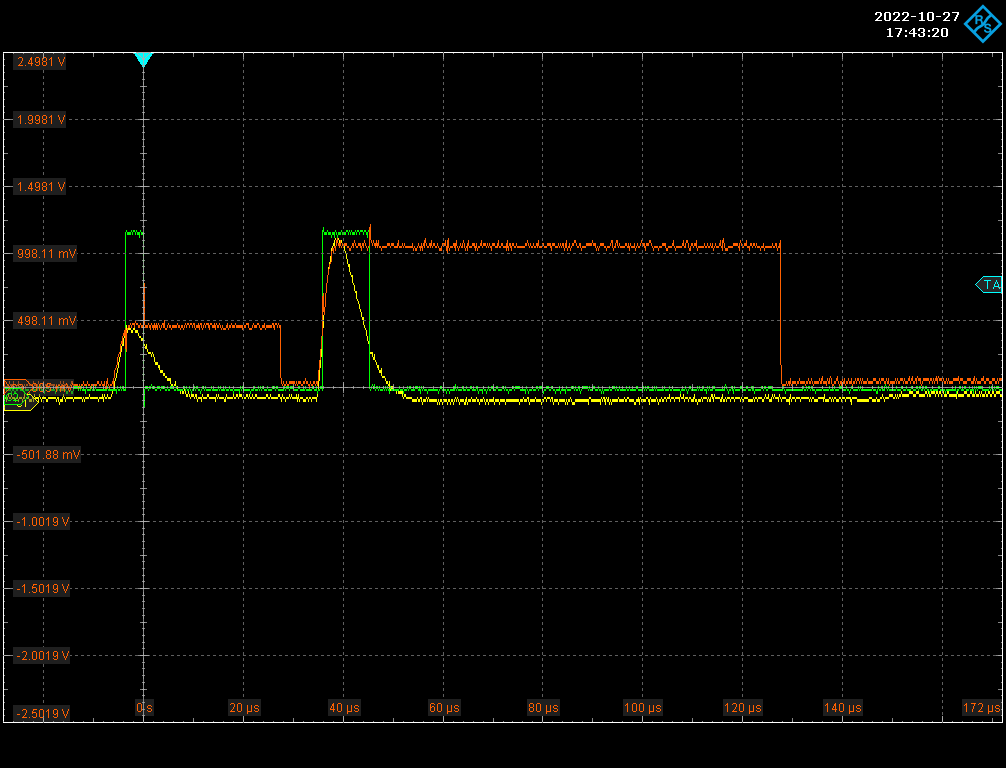 2022-10-27
17:43:20
R
S
2.4981 V
1.9981 V
1.4981 V
TA
998.11 mV
498.11 mV
-501.88 mV
-1.0019 V
-1.5019 V
-2.0019 V
-2.5019 V
0 s 20 µs 40 µs 60 µs 80 µs 100 µs 120 µs 140 µs 172 µs